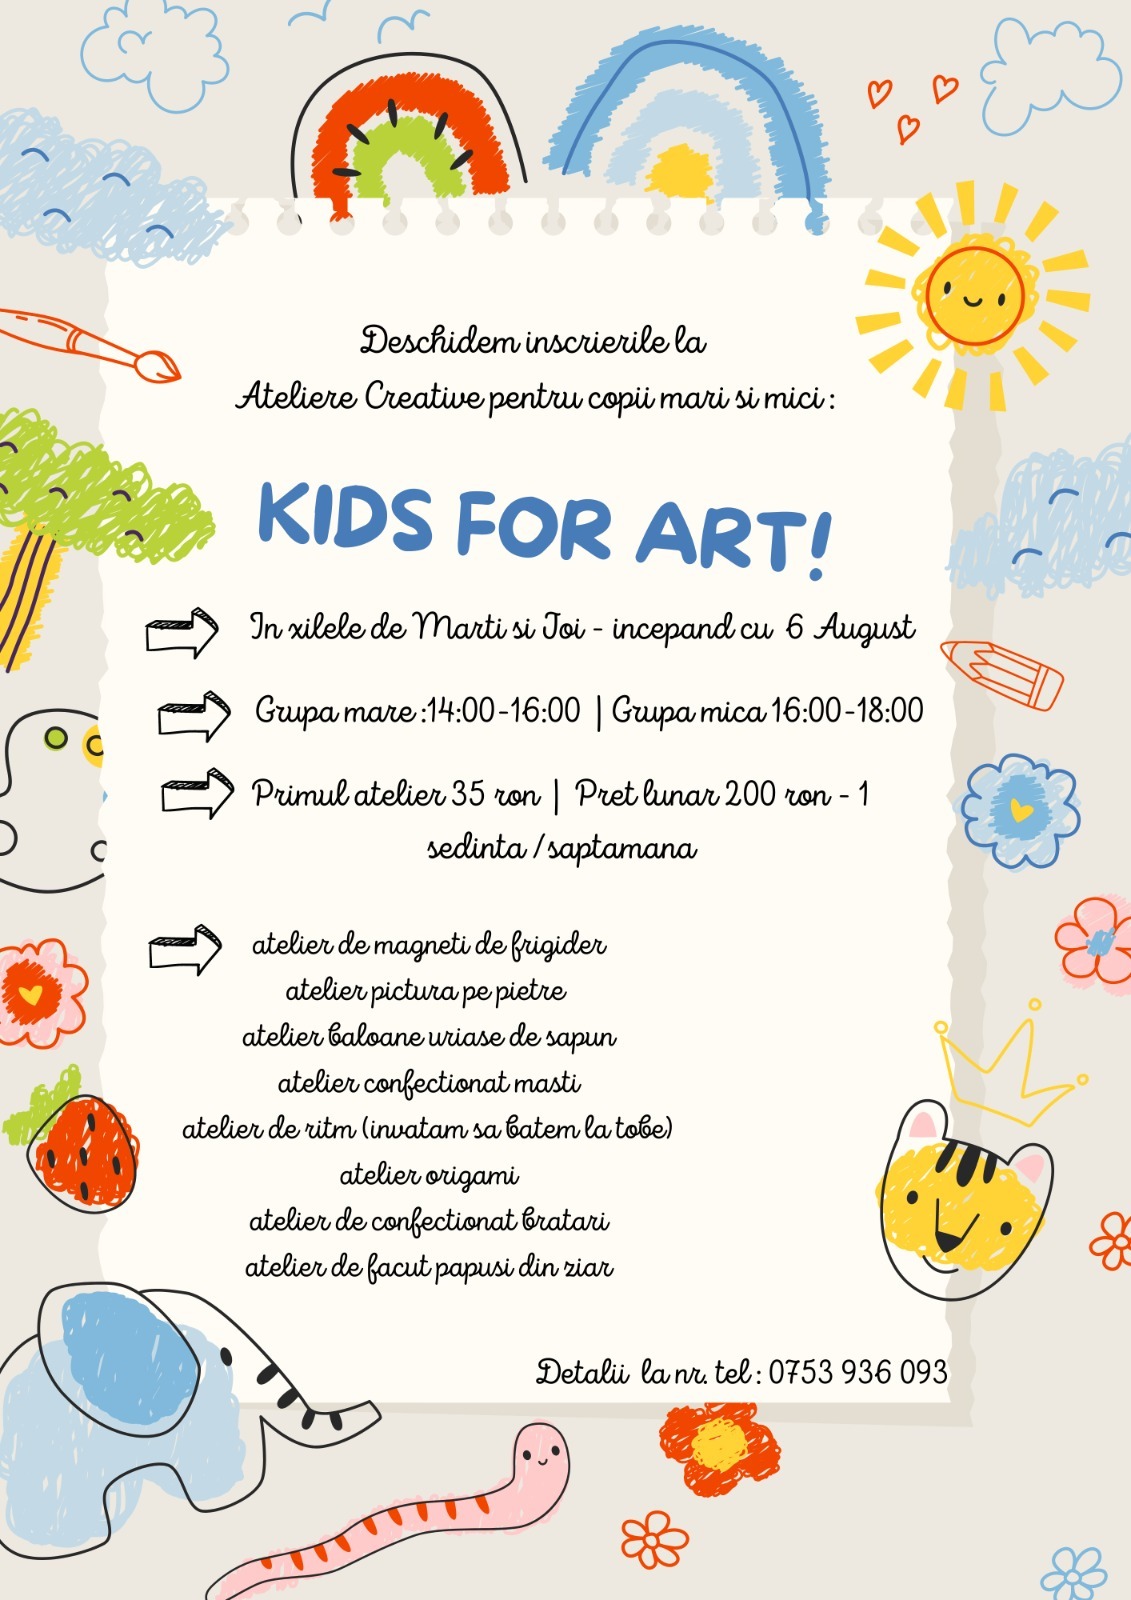 Deschidem inscrierile la
Ateliere Creative pentru copii mari si mici :
KIDS FOR ART!
In xilele de Marti si Joi - incepand cu 6 August
Grupa mare :14:00-16:00 | Grupa mica 16:00-18:00
Primul atelier 35 ron | Pret lunar 200 ron - 1
sedinta /saptamana
atelier de magneti de frigider
atelier pictura pe pietre
atelier baloane uriase de sapun
atelier confectionat masti
atelier de ritm (invatam sa batem la tobe)
atelier origami
atelier de confectionat bratari
atelier de facut papusi din ziar
Detalii la nr. tel : 0753 936 093